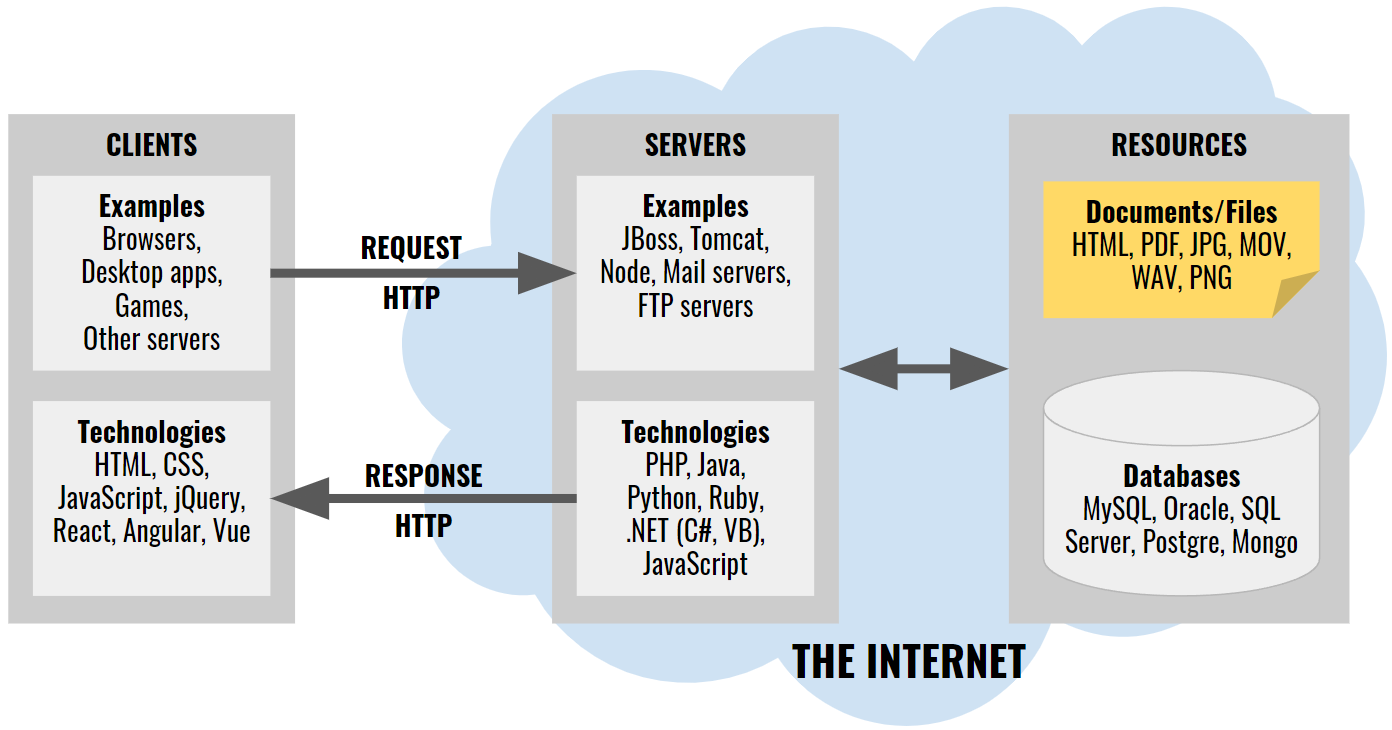 CLIENTS
Examples
Browsers,
Desktop apps,
Games,
Other servers
Technologies
HTML, CSS,
JavaScript, jQuery,
React, Angular, Vue
REQUEST
HTTP
RESPONSE
HTTP
SERVERS
Examples
JBoss, Tomcat,
Node, Mail servers,
FTP servers
Technologies
PHP, Java,
Python, Ruby,
.NET (C#, VB),
JavaScript
RESOURCES
Documents/Files
HTML, PDF, JPG, MOV,
WAV, PNG
Databases
MySQL, Oracle, SQL
Server, Postgre, Mongo
THE INTERNET